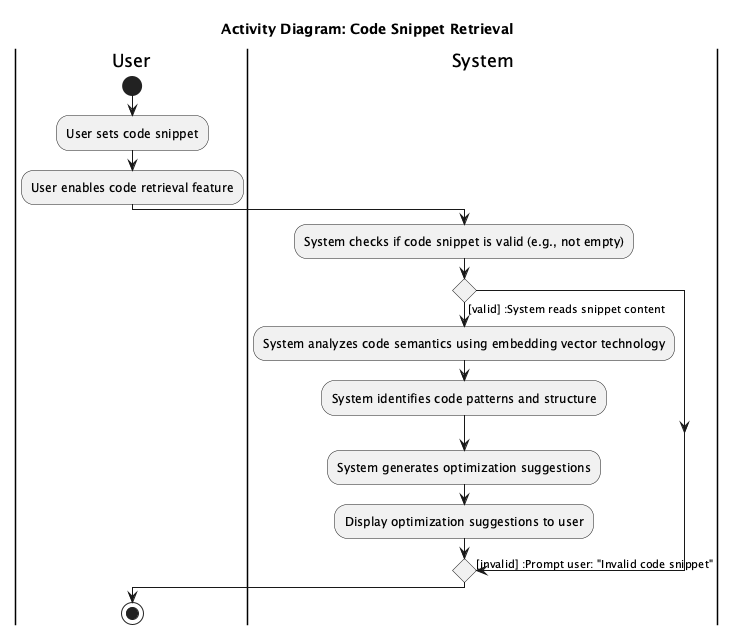 Activity Diagram: Code Snippet Retrieval
User
System
User sets code snippet
User enables code retrieval feature
System checks if code snippet is valid (e.g., not empty)
[valid] :System reads snippet content
System analyzes code semantics using embedding vector technology
System identifies code patterns and structure
System generates optimization suggestions
Display optimization suggestions to user
[invalid] :Prompt user: "Invalid code snippet"